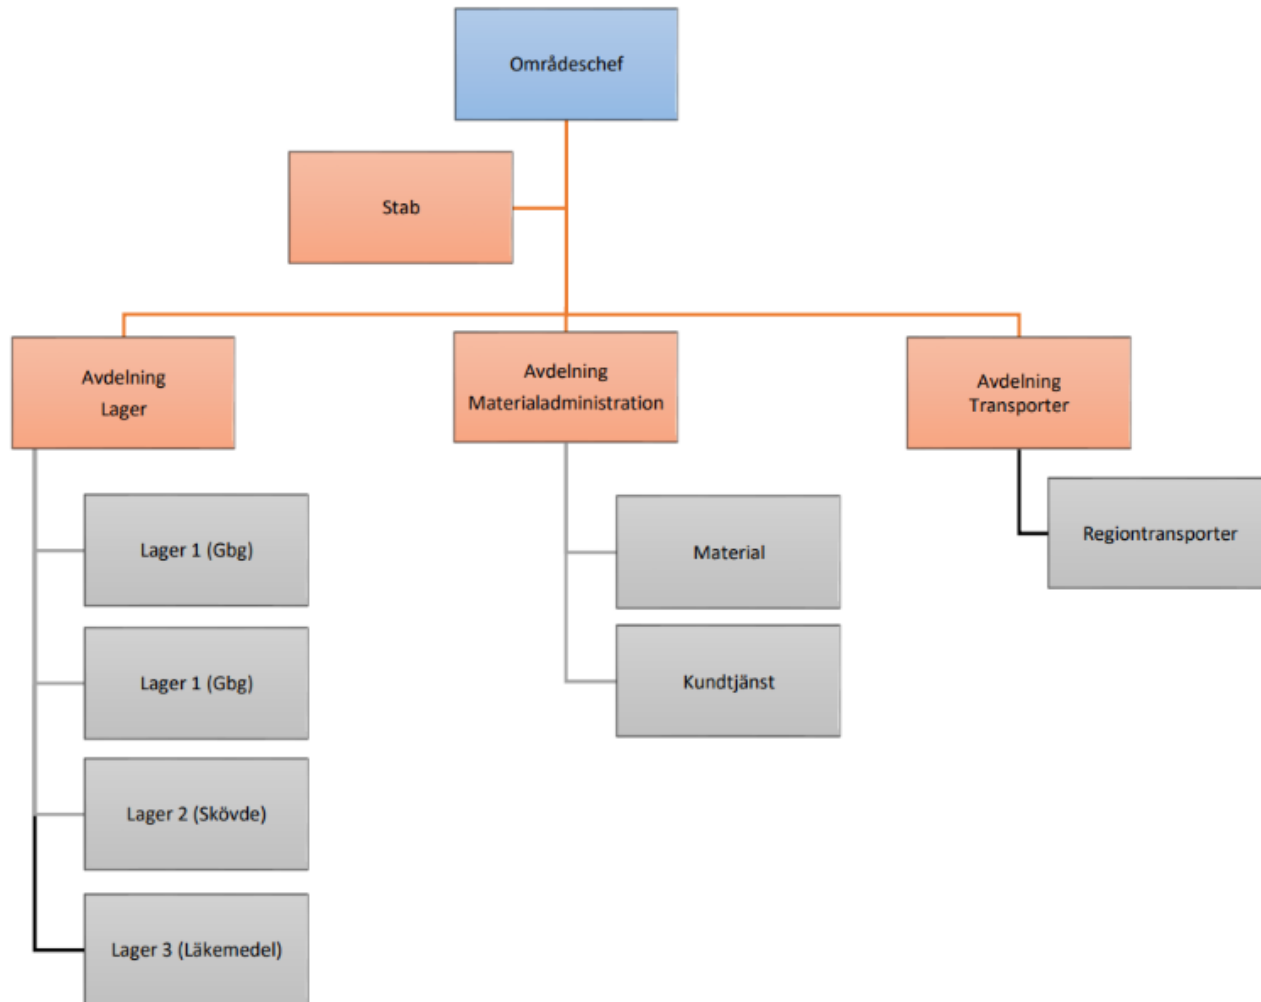 Områdeschef
Stab
Avdelning
Lager
Avdelning
Materialadministration
Avdelning
Transporter
Lager 1 (Gbg)
Lager 1 (Gbg)
Lager 2 (Skövde)
Lager 3 (Läkemedel)
Material
Kundtjänst
Regiontransporter